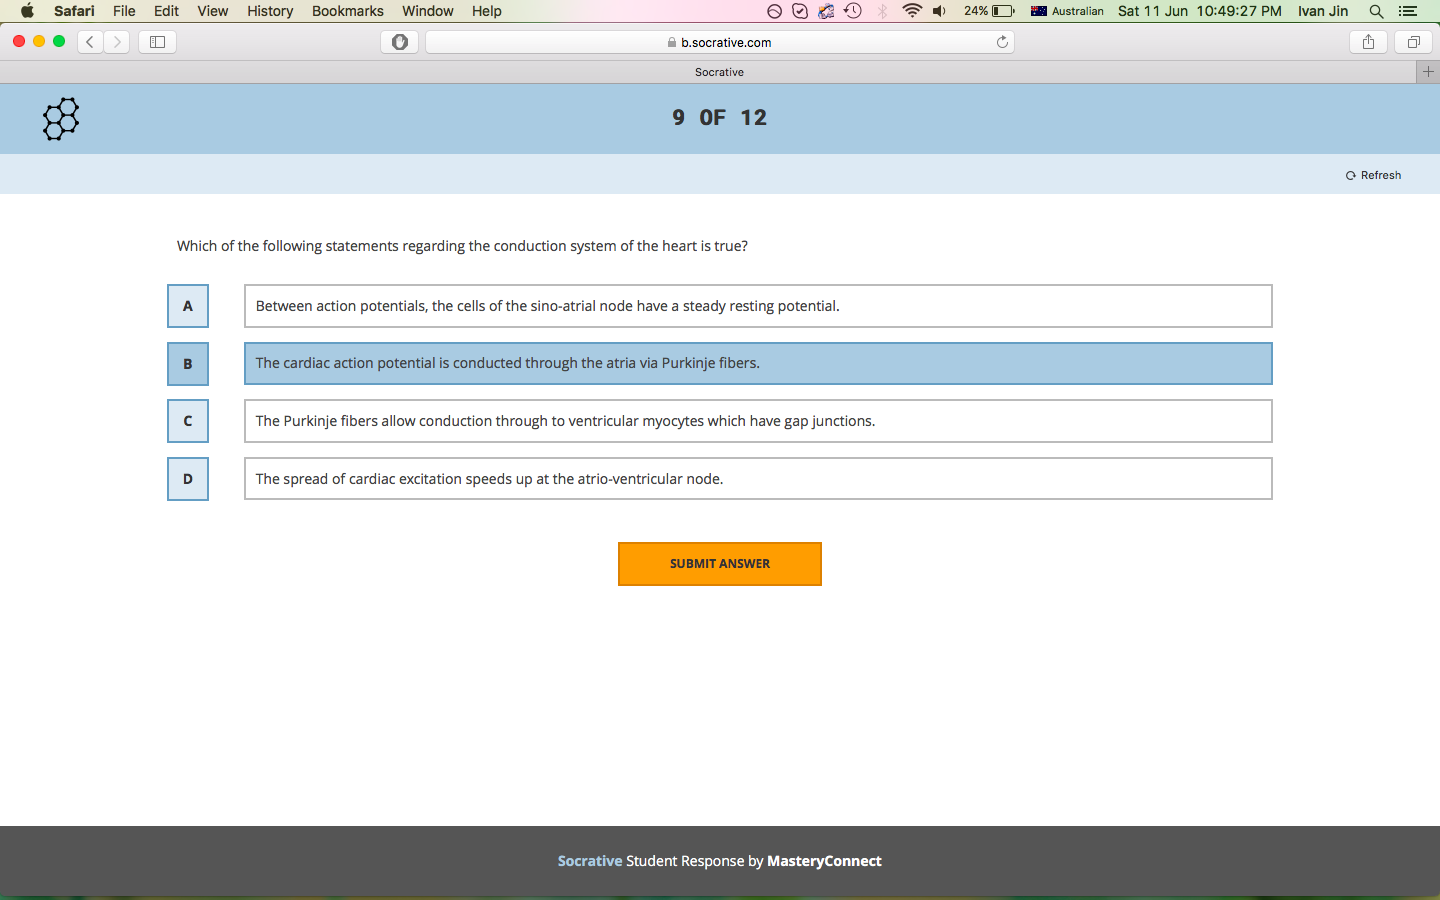 Safari File Edit View History Bookmarks Window Help 24% Australian Sat 11 Jun 10:49:27 PM Ivan Jin
b.socrative.com
Socrative
9 OF 12
Refresh
Which of the following statements regarding the conduction system of the heart is true?
A Between action potentials, the cells of the sino-atrial node have a steady resting potential.
B The cardiac action potential is conducted through the atria via Purkinje fibers.
C The Purkinje fibers allow conduction through to ventricular myocytes which have gap junctions.
D The spread of cardiac excitation speeds up at the atrio-ventricular node.
SUBMIT ANSWER
Socrative Student Response by MasteryConnect